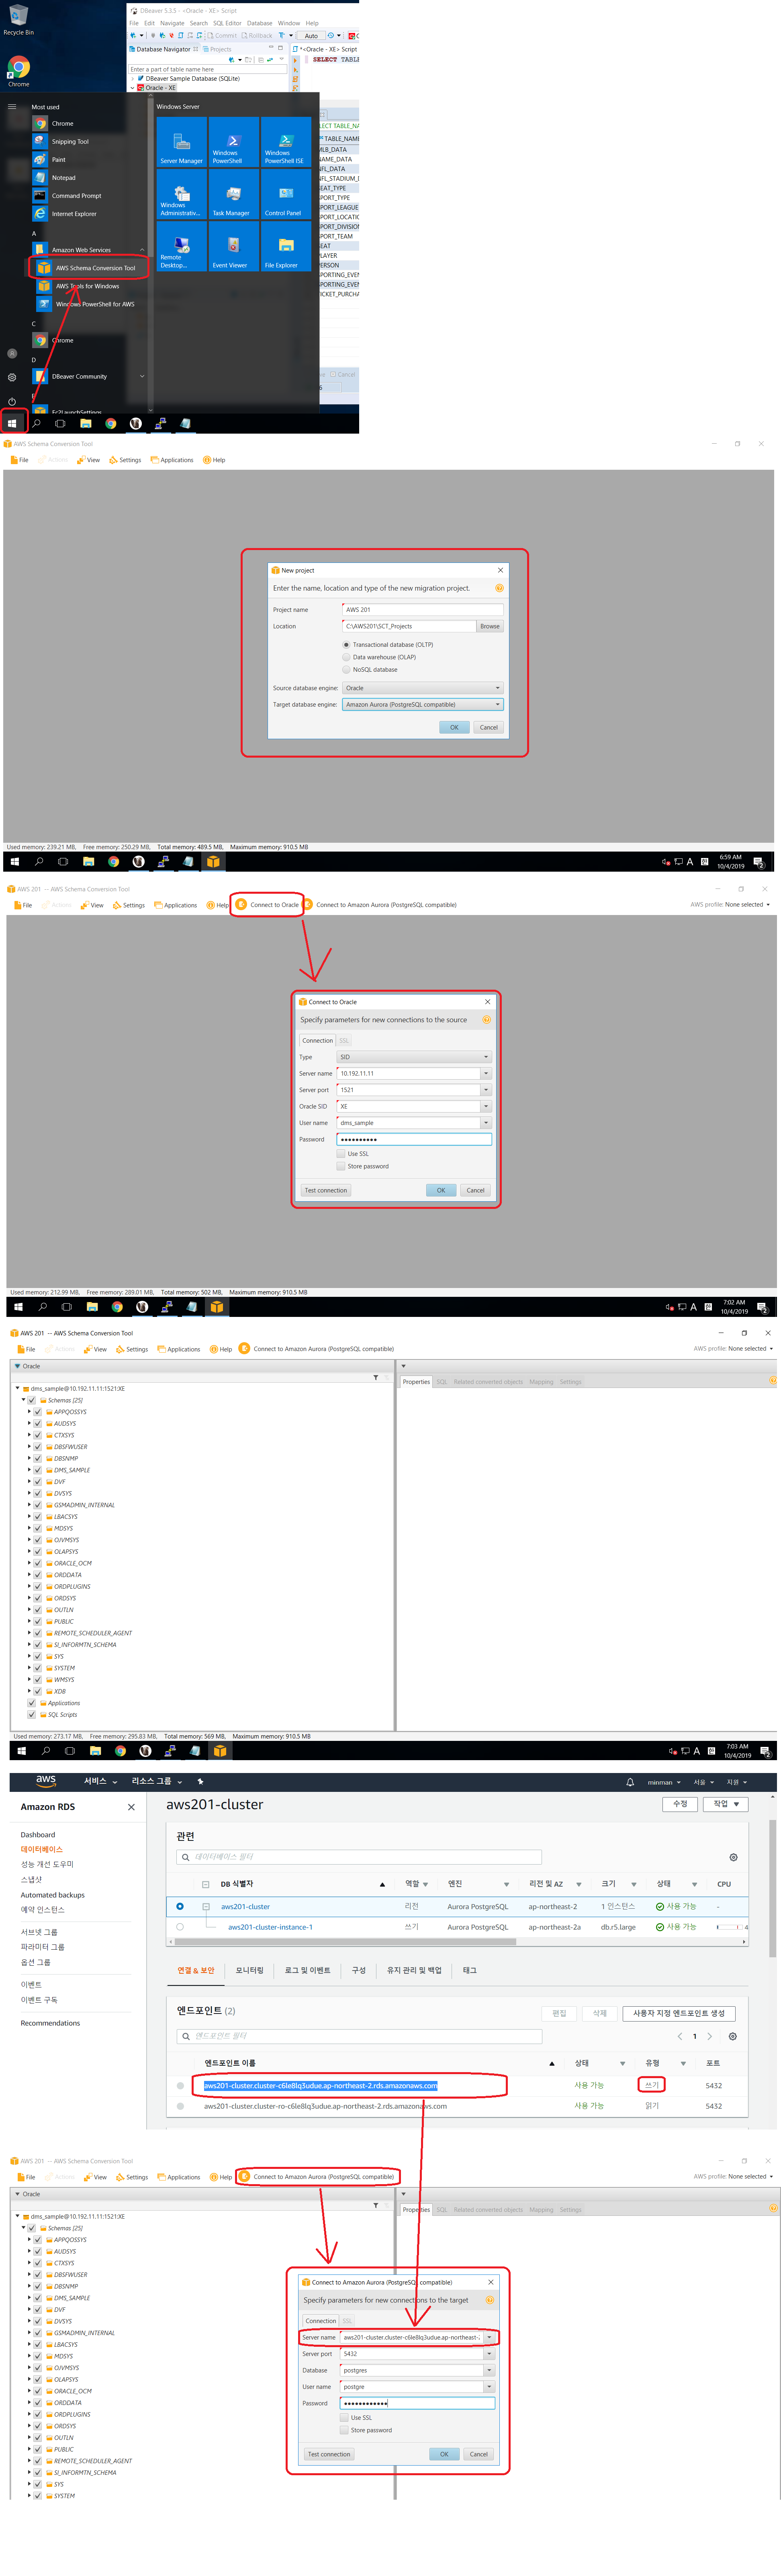 Recycle Bin
Chrome
DBeaver 5.3.5 - <Oracle - XE> Script
File Edit Navigate Search SQL Editor Database Window Help
Commit Rollback Auto
Database Navigator Projects
*<Oracle - XE> Script
Enter a part of table name here
SELECT TABLE
DBeaver Sample Database (SQLite)
Oracle - XE
Most used
Chrome
Snipping Tool
Paint
Notepad
Command Prompt
Internet Explorer
A
Amazon Web Services
AWS Schema Conversion Tool
AWS Tools for Windows
Windows PowerShell for AWS
C
Chrome
D
DBeaver Community
E
Ec2LaunchSettings
Windows Server
Server Manager
Windows PowerShell
Windows PowerShell ISE
Windows Administrativ...
Task Manager
Control Panel
Remote Desktop...
Event Viewer
File Explorer
LECT TABLE_NA
TABLE_NAME
MLB_DATA
NAME_DATA
NFL_DATA
NFL_STADIUM_D
SEAT_TYPE
SPORT_TYPE
SPORT_LEAGUE
SPORT_LOCATIO
SPORT_DIVISION
SPORT_TEAM
SEAT
PLAYER
PERSON
SPORTING_EVEN
SPORTING_EVEN
TICKET_PURCHA
Cancel
AWS Schema Conversion Tool
File Actions View Settings Applications Help
New project
Enter the name, location and type of the new migration project.
Project name AWS 201
Location C:\AWS201\SCT_Projects Browse
Transactional database (OLTP)
Data warehouse (OLAP)
NoSQL database
Source database engine: Oracle
Target database engine: Amazon Aurora (PostgreSQL compatible)
OK Cancel
Used memory: 239.21 MB, Free memory: 250.29 MB, Total memory: 489.5 MB, Maximum memory: 910.5 MB
6:59 AM
10/4/2019
AWS 201 -- AWS Schema Conversion Tool
File Actions View Settings Applications Help Connect to Oracle Connect to Amazon Aurora (PostgreSQL compatible) AWS profile: None selected
Connect to Oracle
Specify parameters for new connections to the source
Connection SSL
Type SID
Server name 10.192.11.11
Server port 1521
Oracle SID XE
User name dms_sample
Password ●●●●●●●●●●
Use SSL
Store password
Test connection OK Cancel
Used memory: 212.99 MB, Free memory: 289.01 MB, Total memory: 502 MB, Maximum memory: 910.5 MB
7:02 AM
10/4/2019
AWS 201 -- AWS Schema Conversion Tool
File Actions View Settings Applications Help Connect to Amazon Aurora (PostgreSQL compatible) AWS profile: None selected
Oracle
Properties SQL Related converted objects Mapping Settings
dms_sample@10.192.11.11:1521:XE
Schemas [25]
APPQOSSYS
AUDSYS
CTXSYS
DBSFWUSER
DBSNMP
DMS_SAMPLE
DVF
DVSYS
GSMADMIN_INTERNAL
LBACSYS
MDSYS
OJVMSYS
OLAPSYS
ORACLE_OCM
ORDDATA
ORDPLUGINS
ORDSYS
OUTLN
PUBLIC
REMOTE_SCHEDULER_AGENT
SI_INFORMTN_SCHEMA
SYS
SYSTEM
WMSYS
XDB
Applications
SQL Scripts
Used memory: 273.17 MB, Free memory: 295.83 MB, Total memory: 569 MB, Maximum memory: 910.5 MB
7:03 AM
10/4/2019
aws 서비스 리소스 그룹 minman 서울 지원
Amazon RDS
Dashboard
데이터베이스
성능 개선 도우미
스냅샷
Automated backups
예약 인스턴스
서브넷 그룹
파라미터 그룹
옵션 그룹
이벤트
이벤트 구독
Recommendations
aws201-cluster 수정 작업
관련
데이터베이스 필터
DB 식별자 역할 엔진 리전 및 AZ 크기 상태 CPU
aws201-cluster 리전 Aurora PostgreSQL ap-northeast-2 1 인스턴스 사용 가능 -
aws201-cluster-instance-1 쓰기 Aurora PostgreSQL ap-northeast-2a db.r5.large 사용 가능 4
연결 & 보안 모니터링 로그 및 이벤트 구성 유지 관리 및 백업 태그
엔드포인트 (2) 편집 삭제 사용자 지정 엔드포인트 생성
엔드포인트 필터 1
엔드포인트 이름 상태 유형 포트
aws201-cluster.cluster-c6le8lq3udue.ap-northeast-2.rds.amazonaws.com 사용 가능 쓰기 5432
aws201-cluster.cluster-ro-c6le8lq3udue.ap-northeast-2.rds.amazonaws.com 사용 가능 읽기 5432
AWS 201 -- AWS Schema Conversion Tool
File Actions View Settings Applications Help Connect to Amazon Aurora (PostgreSQL compatible) AWS profile: None selected
Oracle
Properties SQL Related converted objects Mapping Settings
dms_sample@10.192.11.11:1521:XE
Schemas [25]
APPQOSSYS
AUDSYS
CTXSYS
DBSFWUSER
DBSNMP
DMS_SAMPLE
DVF
DVSYS
GSMADMIN_INTERNAL
LBACSYS
MDSYS
OJVMSYS
OLAPSYS
ORACLE_OCM
ORDDATA
ORDPLUGINS
ORDSYS
OUTLN
PUBLIC
REMOTE_SCHEDULER_AGENT
SI_INFORMTN_SCHEMA
SYS
SYSTEM
Connect to Amazon Aurora (PostgreSQL compatible)
Specify parameters for new connections to the target
Connection SSL
Server name aws201-cluster.cluster-c6le8lq3udue.ap-northeast-2
Server port 5432
Database postgres
User name postgre
Password ●●●●●●●●●●●●
Use SSL
Store password
Test connection OK Cancel